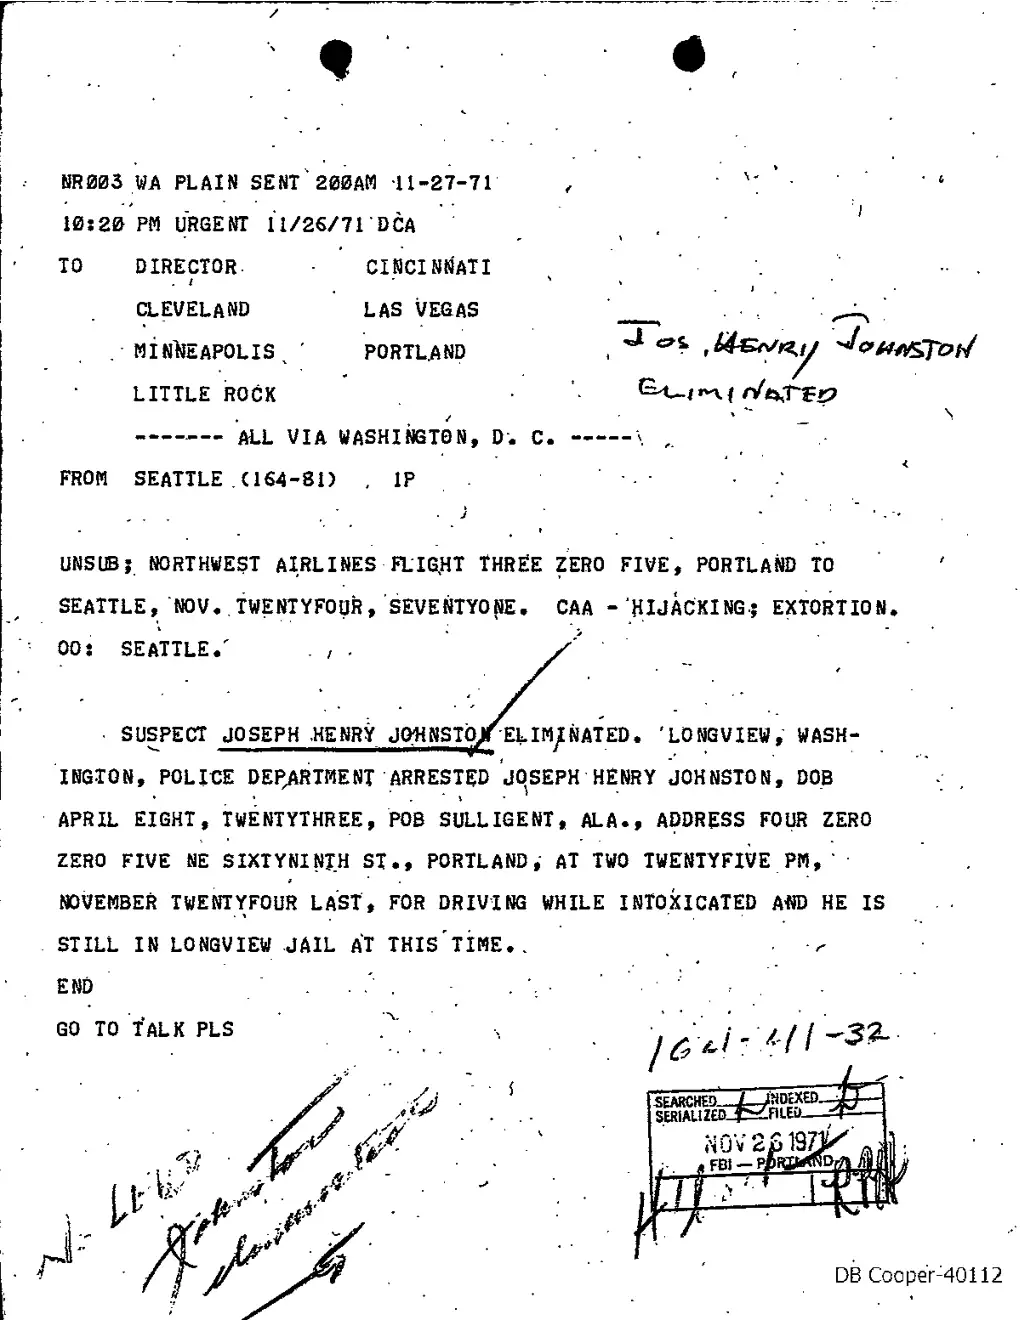 NR003 WA PLAIN SENT 200AM 11-27-71
10:20 PM URGENT 11/26/71 DCA
TO DIRECTOR CINCINNATI
CLEVELAND LAS VEGAS
MINNEAPOLIS PORTLAND
LITTLE ROCK
Jos. HENRY JOHNSTON
ELIMINATED
------- ALL VIA WASHINGTON, D. C. -----
FROM SEATTLE (164-81) 1P
UNSUB; NORTHWEST AIRLINES FLIGHT THREE ZERO FIVE, PORTLAND TO
SEATTLE, NOV. TWENTYFOUR, SEVENTYONE. CAA - HIJACKING; EXTORTION.
OO: SEATTLE.
SUSPECT JOSEPH HENRY JOHNSTON ELIMINATED. LONGVIEW, WASH-
INGTON, POLICE DEPARTMENT ARRESTED JOSEPH HENRY JOHNSTON, DOB
APRIL EIGHT, TWENTYTHREE, POB SULLIGENT, ALA., ADDRESS FOUR ZERO
ZERO FIVE NE SIXTYNINTH ST., PORTLAND, AT TWO TWENTYFIVE PM,
NOVEMBER TWENTYFOUR LAST, FOR DRIVING WHILE INTOXICATED AND HE IS
STILL IN LONGVIEW JAIL AT THIS TIME.
END
GO TO TALK PLS
SEARCHED INDEXED
SERIALIZED FILED
NOV 26 1971
FBI — PORTLAND
Johnston
eliminated
DB Cooper-40112